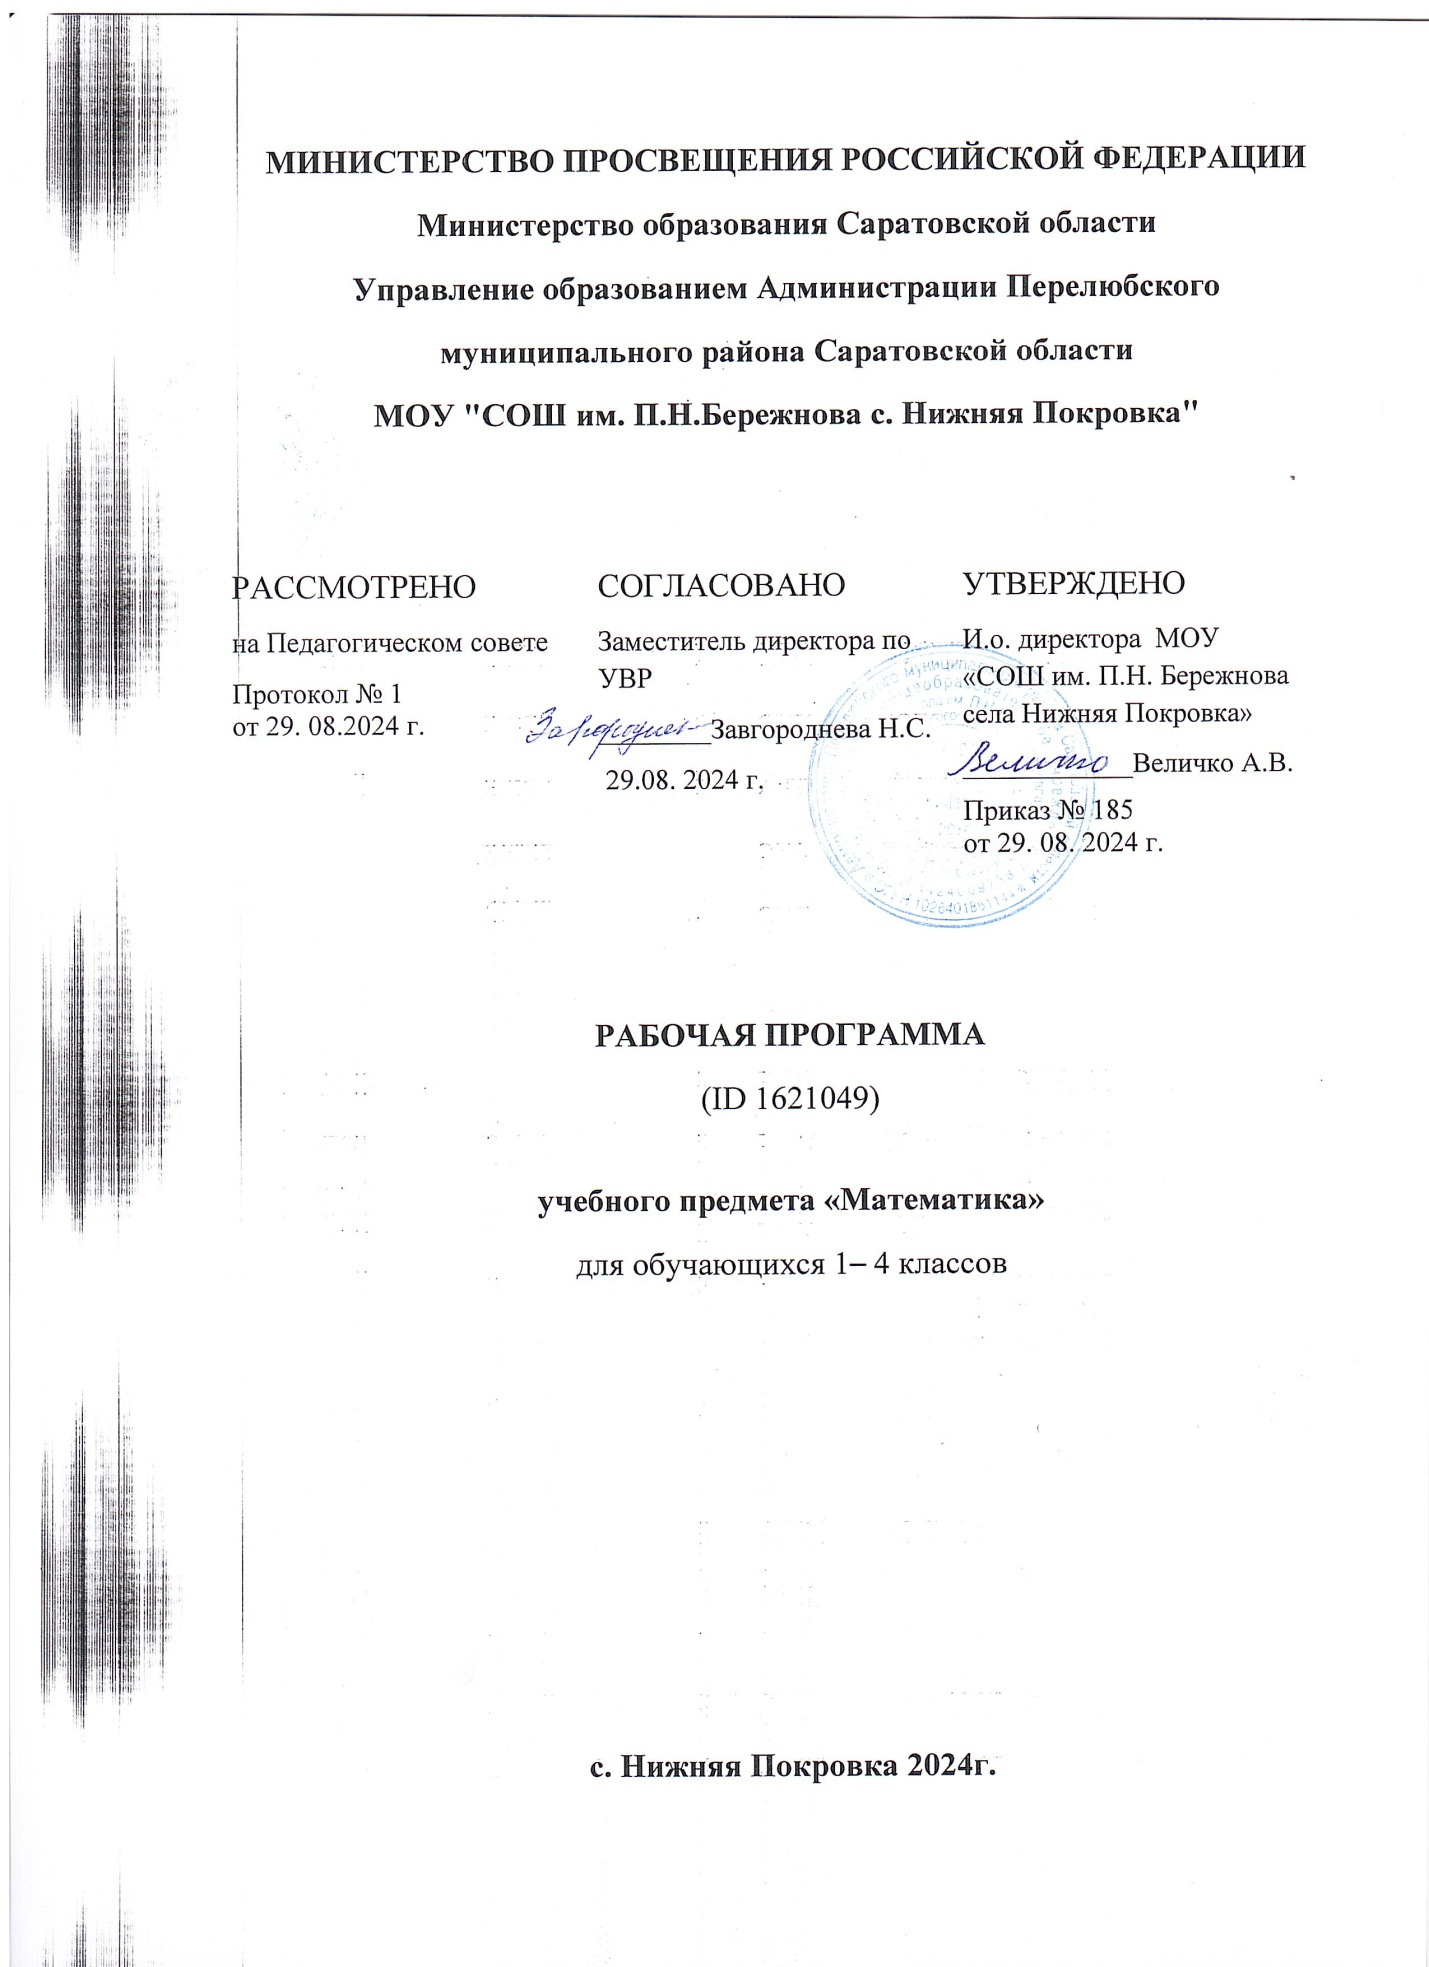 МИНИСТЕРСТВО ПРОСВЕЩЕНИЯ РОССИЙСКОЙ ФЕДЕРАЦИИ
Министерство образования Саратовской области
Управление образованием Администрации Перелюбского
муниципального района Саратовской области
МОУ "СОШ им. П.Н.Бережнова с. Нижняя Покровка"
РАССМОТРЕНО
на Педагогическом совете
Протокол № 1
от 29. 08.2024 г.
СОГЛАСОВАНО
Заместитель директора по
УВР
Завгороднева Н.С.
29.08. 2024 г.
УТВЕРЖДЕНО
И.о. директора МОУ
«СОШ им. П.Н. Бережнова
села Нижняя Покровка»
Величко Величко А.В.
Приказ № 185
от 29. 08. 2024 г.
РАБОЧАЯ ПРОГРАММА
(ID 1621049)
учебного предмета «Математика»
для обучающихся 1– 4 классов
с. Нижняя Покровка 2024г.